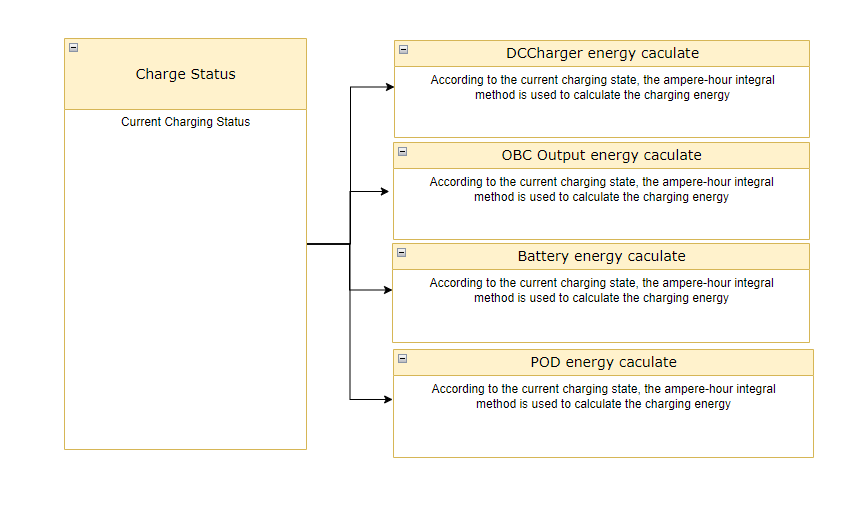 Charge Status
Current Charging Status
DCCharger energy caculate
According to the current charging state, the ampere-hour integral
method is used to calculate the charging energy
OBC Output energy caculate
According to the current charging state, the ampere-hour integral
method is used to calculate the charging energy
Battery energy caculate
According to the current charging state, the ampere-hour integral
method is used to calculate the charging energy
POD energy caculate
According to the current charging state, the ampere-hour integral
method is used to calculate the charging energy